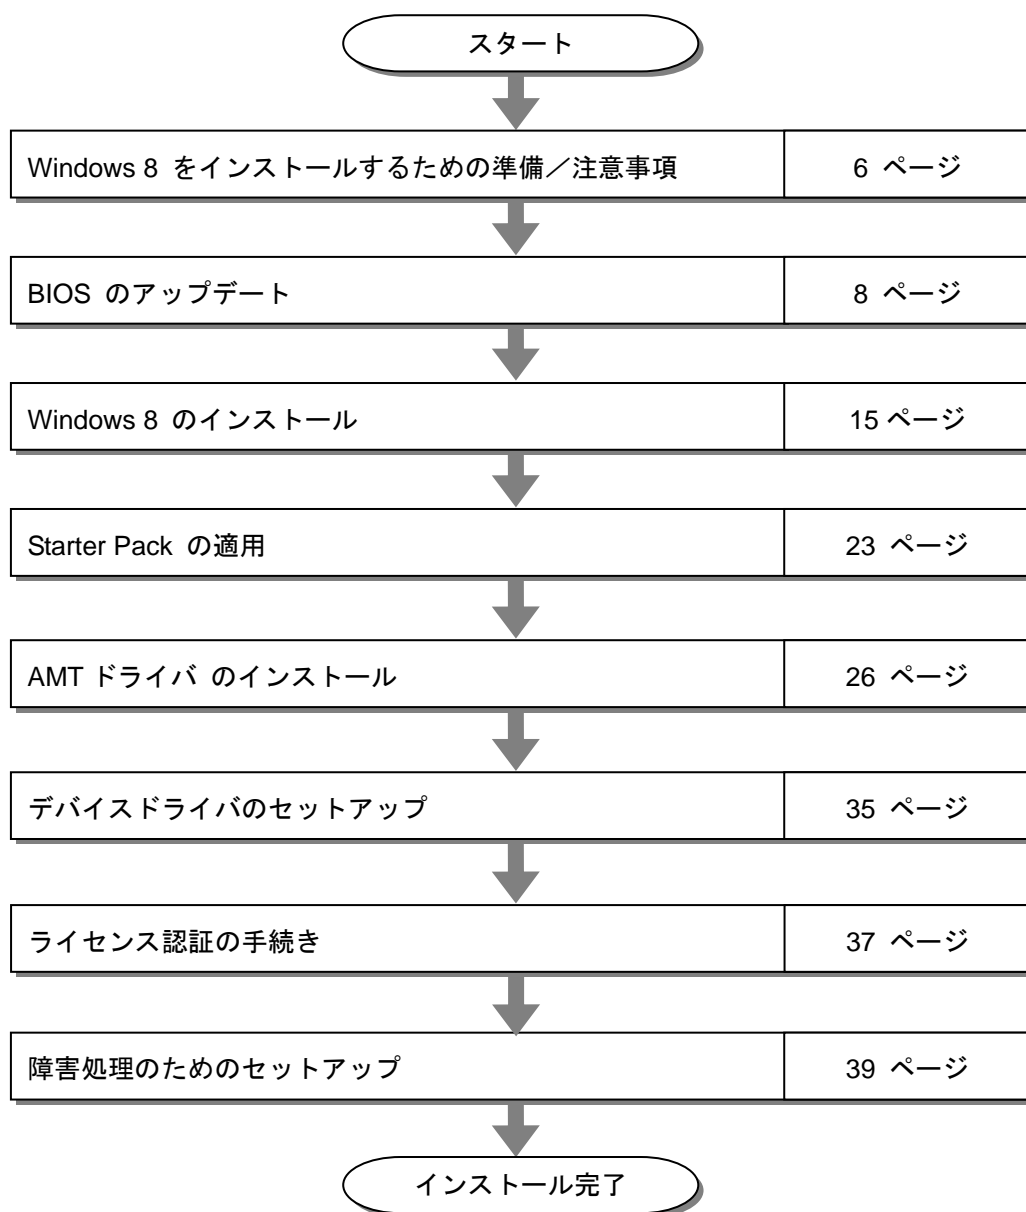 スタート
Windows 8 をインストールするための準備／注意事項 6 ページ
BIOS のアップデート 8 ページ
Windows 8 のインストール 15 ページ
Starter Pack の適用 23 ページ
AMT ドライバ のインストール 26 ページ
デバイスドライバのセットアップ 35 ページ
ライセンス認証の手続き 37 ページ
障害処理のためのセットアップ 39 ページ
インストール完了